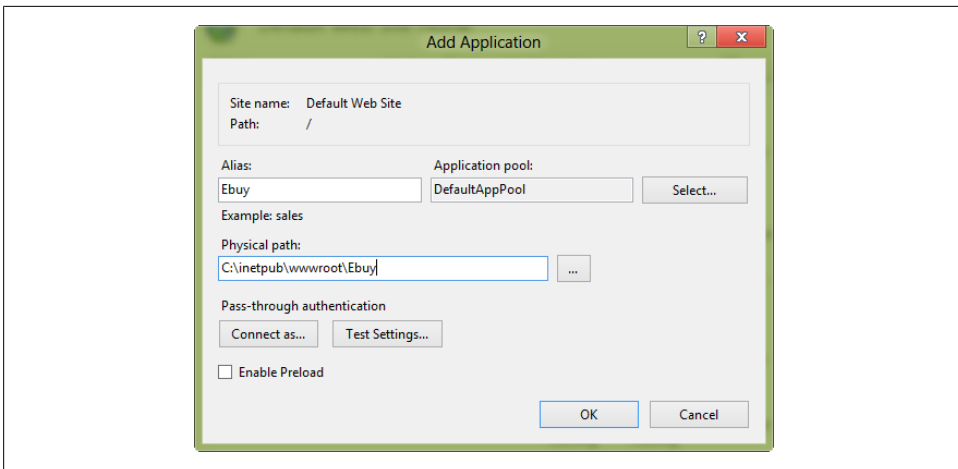 Add Application
?
x
Site name: Default Web Site
Path: /
Alias: Application pool:
Ebuy DefaultAppPool Select...
Example: sales
Physical path:
C:\inetpub\wwwroot\Ebuy ...
Pass-through authentication
Connect as... Test Settings...
Enable Preload
OK Cancel